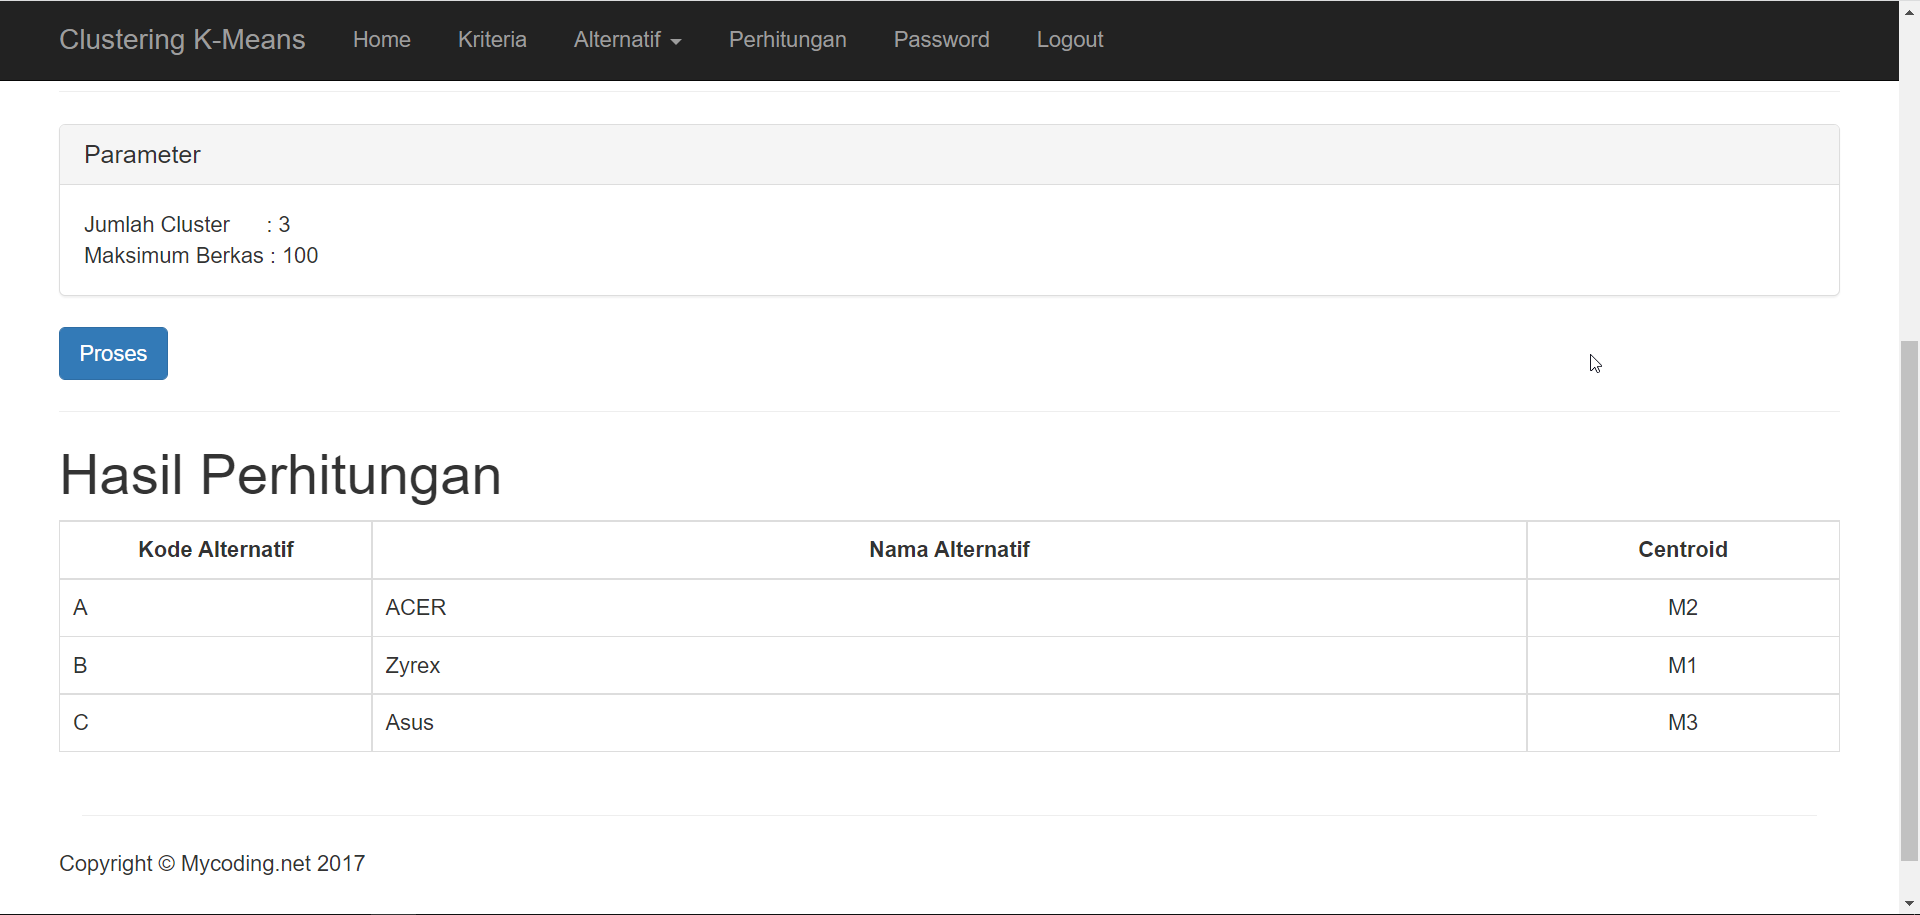 Clustering K-Means Home Kriteria Alternatif Perhitungan Password Logout
Parameter
Jumlah Cluster : 3
Maksimum Berkas : 100
Proses
Hasil Perhitungan
Kode Alternatif Nama Alternatif Centroid
A ACER M2
B Zyrex M1
C Asus M3
Copyright © Mycoding.net 2017